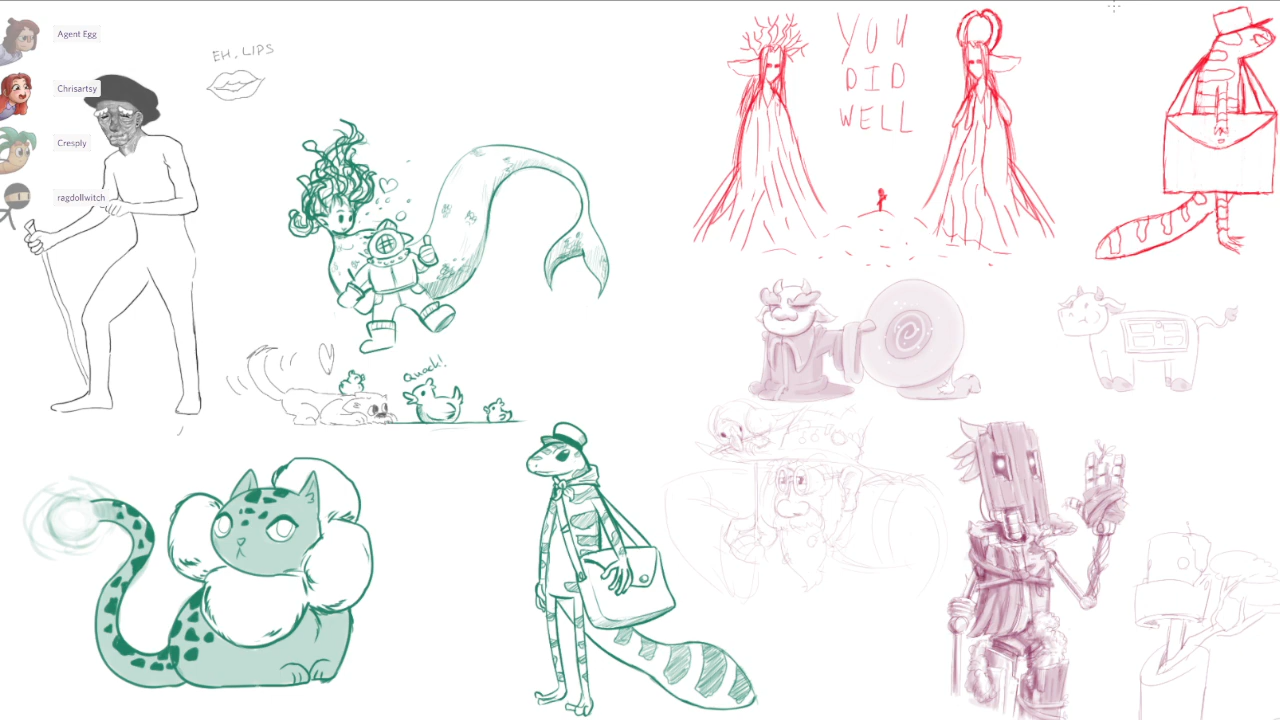 Agent Egg
Chrisartsy
Cresply
ragdollwitch
EH, LIPS
YOU
DID
WELL
Quack!